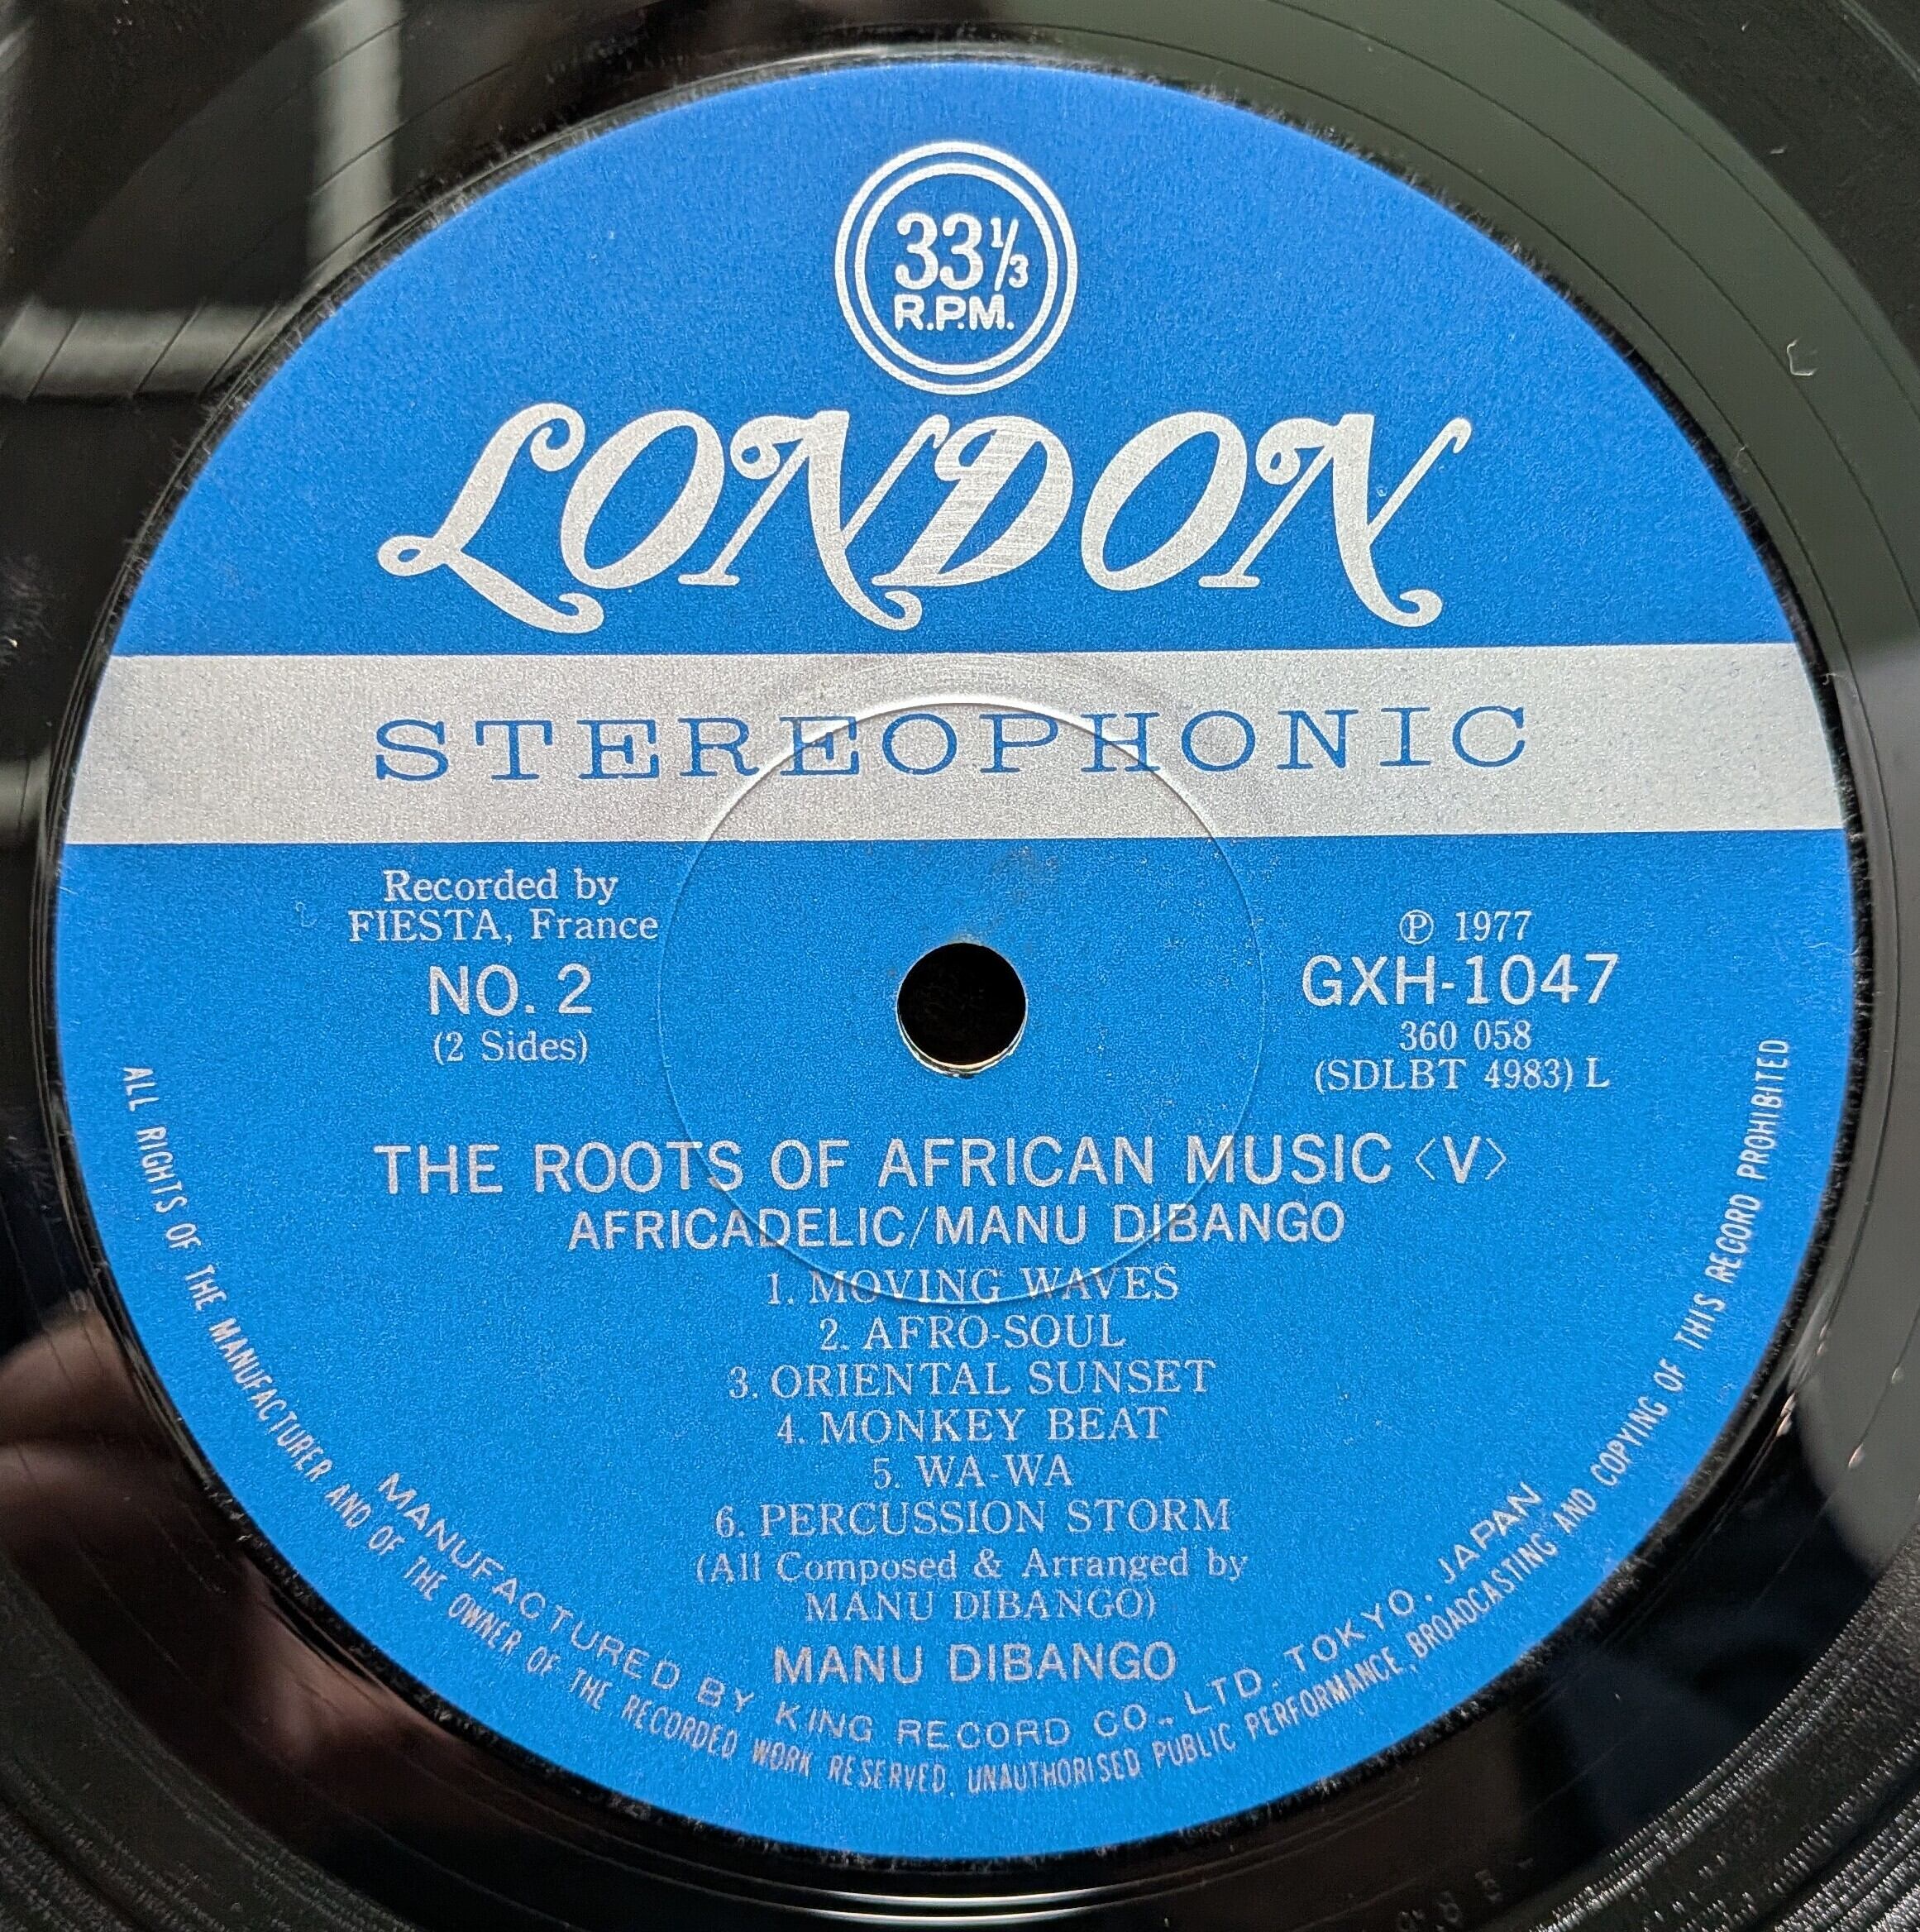 33 1/3
R.P.M.
LONDON
STEREOPHONIC
Recorded by
FIESTA, France
NO. 2
(2 Sides)
℗ 1977
GXH-1047
360 058
(SDLBT 4983) L
THE ROOTS OF AFRICAN MUSIC 〈V〉
AFRICADELIC/MANU DIBANGO
1. MOVING WAVES
2. AFRO-SOUL
3. ORIENTAL SUNSET
4. MONKEY BEAT
5. WA-WA
6. PERCUSSION STORM
(All Composed & Arranged by
MANU DIBANGO)
MANU DIBANGO
MANUFACTURED BY KING RECORD CO., LTD. TOKYO, JAPAN
ALL RIGHTS OF THE MANUFACTURER AND OF THE OWNER OF THE RECORDED WORK RESERVED. UNAUTHORISED PUBLIC PERFORMANCE, BROADCASTING AND COPYING OF THIS RECORD PROHIBITED